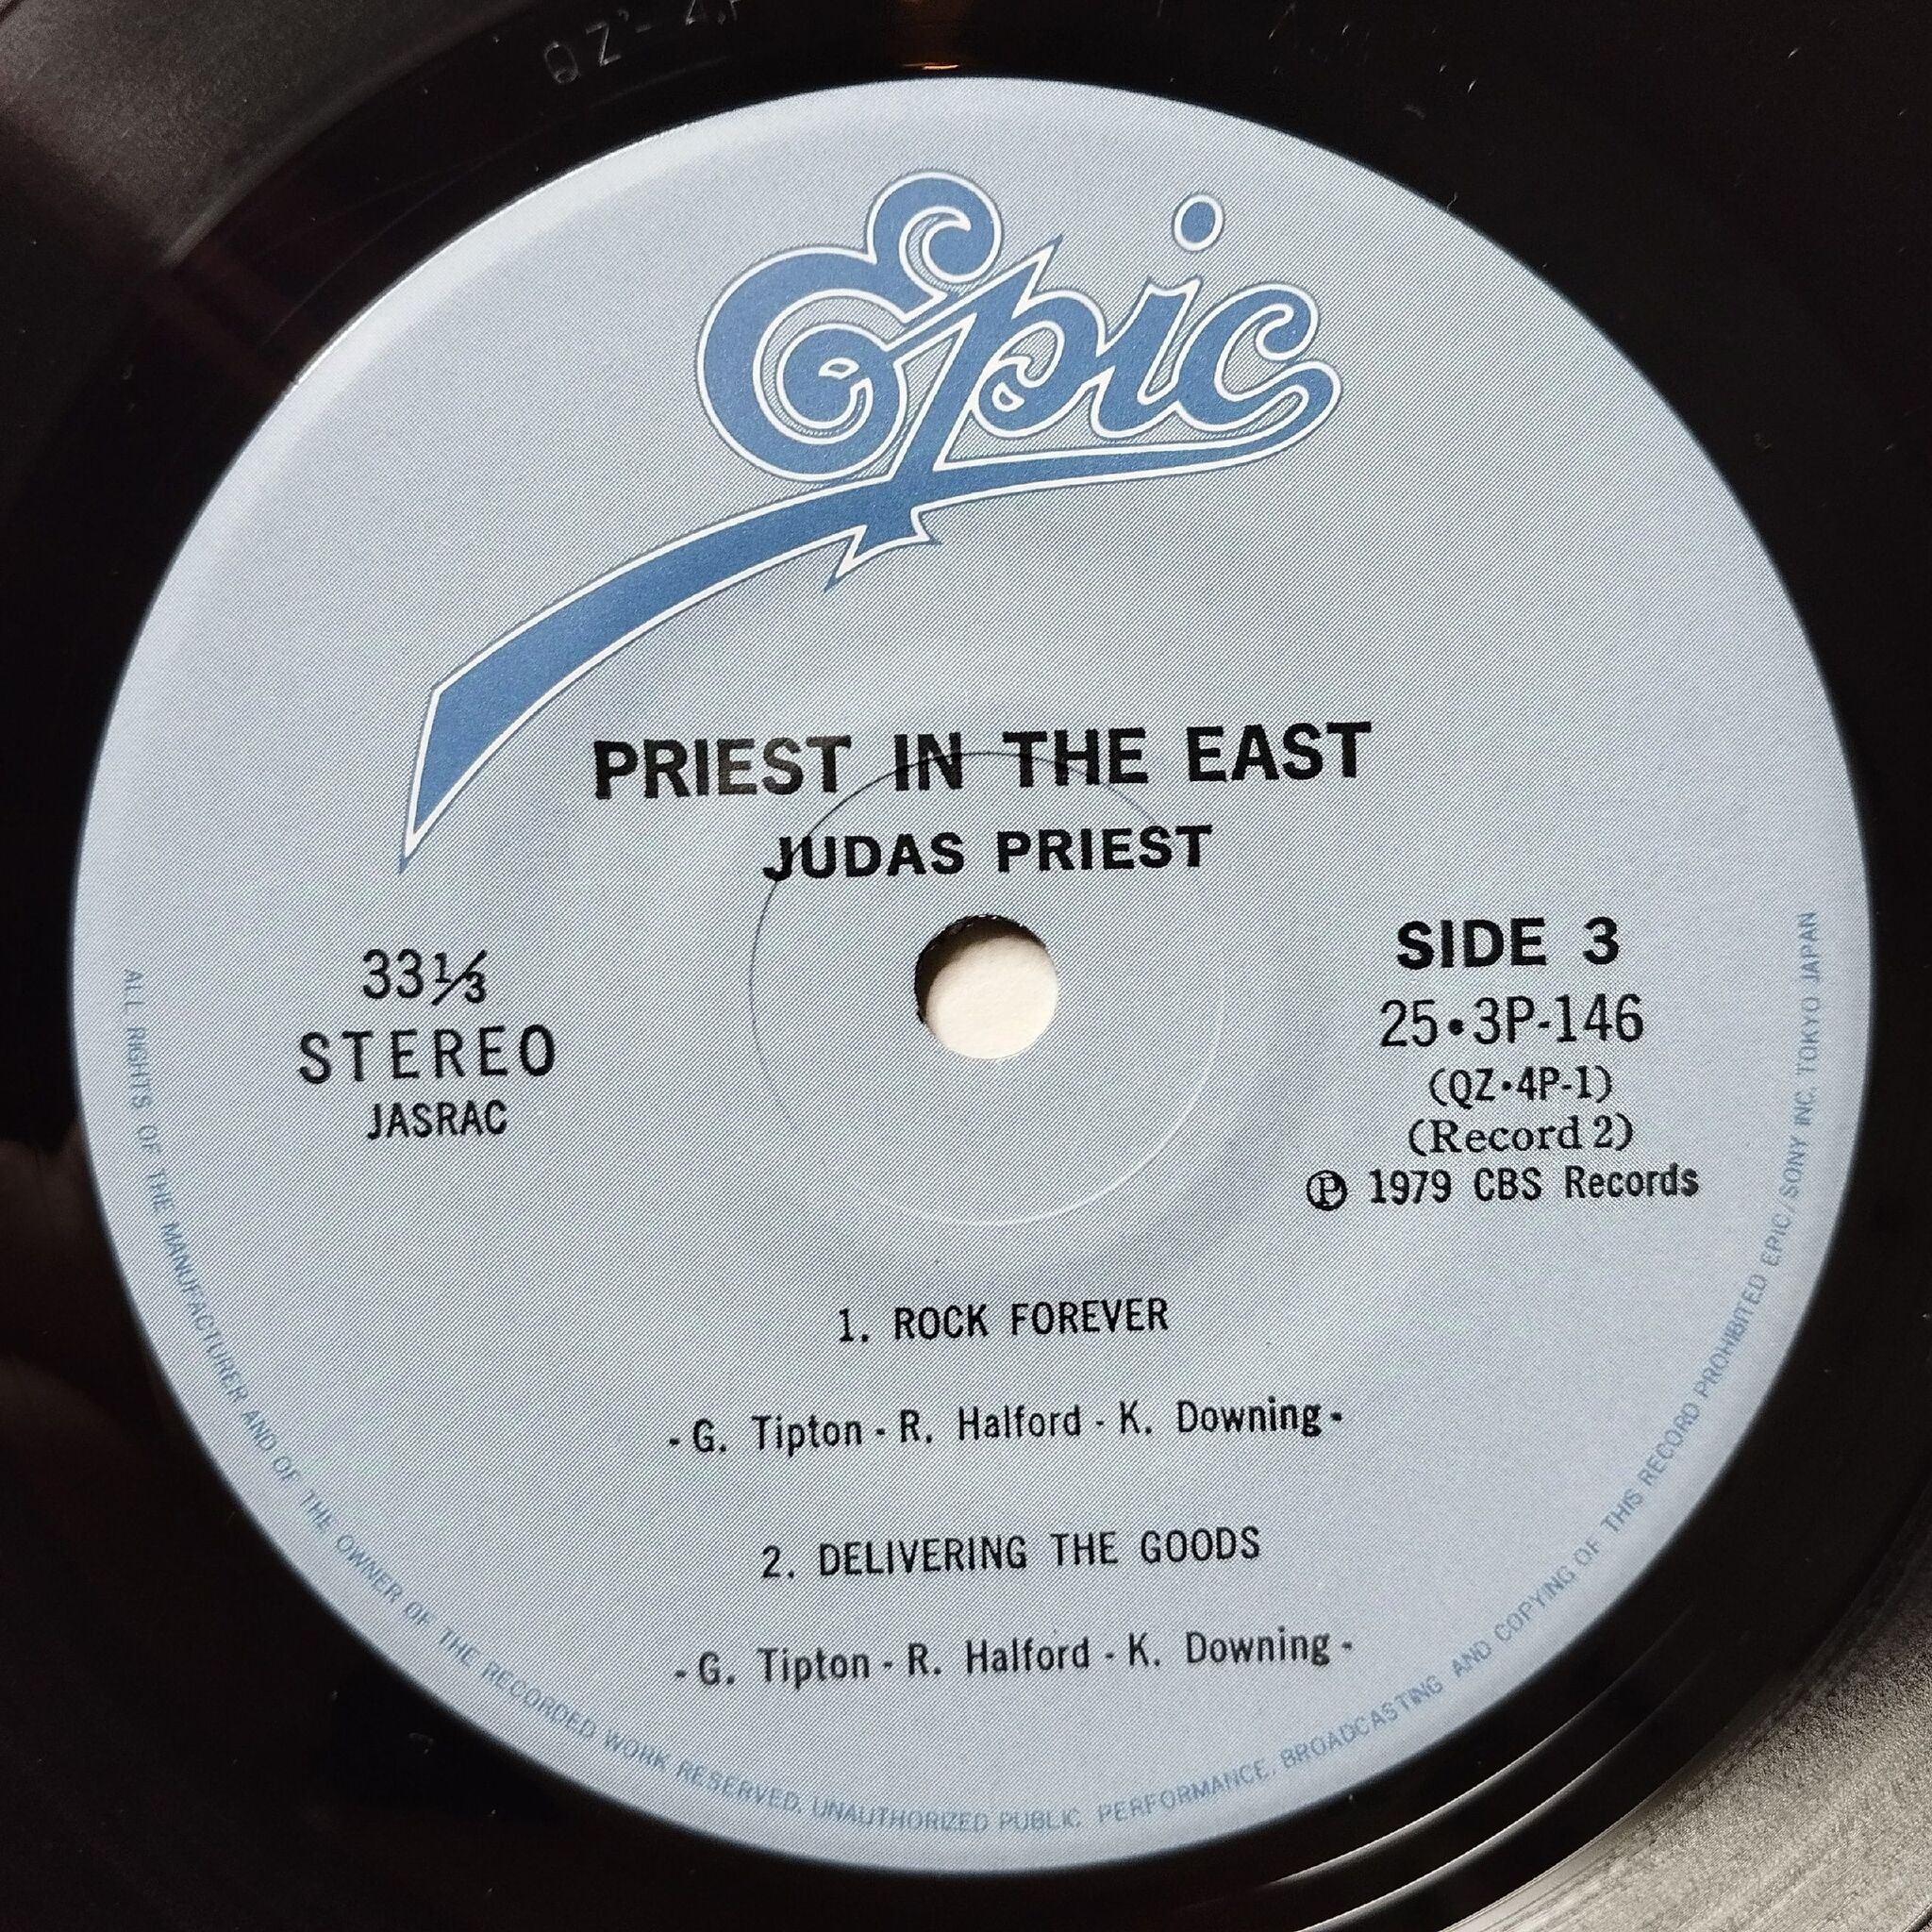 QZ'-4.P
Epic
PRIEST IN THE EAST
JUDAS PRIEST
33⅓
STEREO
JASRAC
SIDE 3
25•3P-146
(QZ•4P-1)
(Record 2)
Ⓟ 1979 CBS Records
1. ROCK FOREVER
-G. Tipton-R. Halford-K. Downing-
2. DELIVERING THE GOODS
-G. Tipton-R. Halford-K. Downing-
ALL RIGHTS OF THE MANUFACTURER AND OF THE OWNER OF THE RECORDED WORK RESERVED. UNAUTHORIZED PUBLIC PERFORMANCE, BROADCASTING AND COPYING OF THIS RECORD PROHIBITED EPIC/SONY INC. TOKYO JAPAN